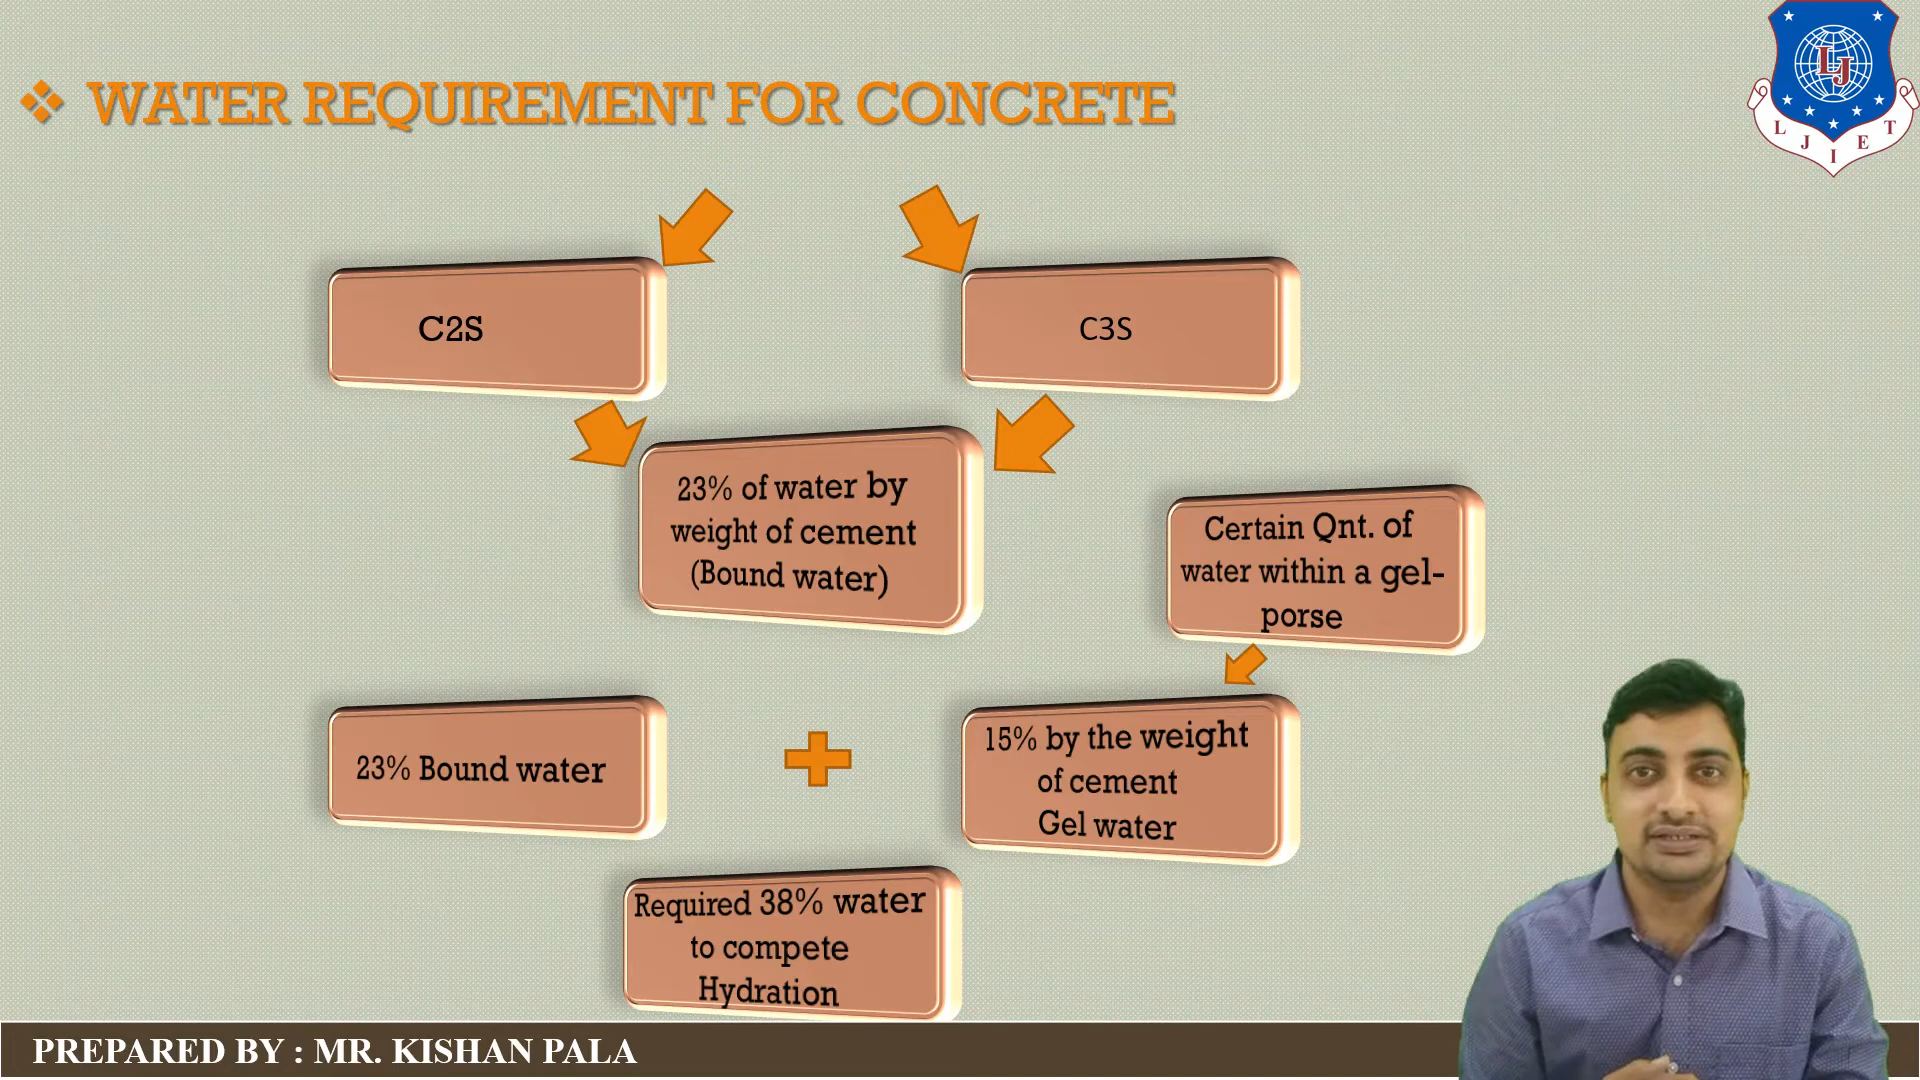 ❖ WATER REQUIREMENT FOR CONCRETE
LJ
L J I E T
C2S
C3S
23% of water by
weight of cement
(Bound water)
Certain Qnt. of
water within a gel-
porse
23% Bound water
15% by the weight
of cement
Gel water
Required 38% water
to compete
Hydration
PREPARED BY : MR. KISHAN PALA